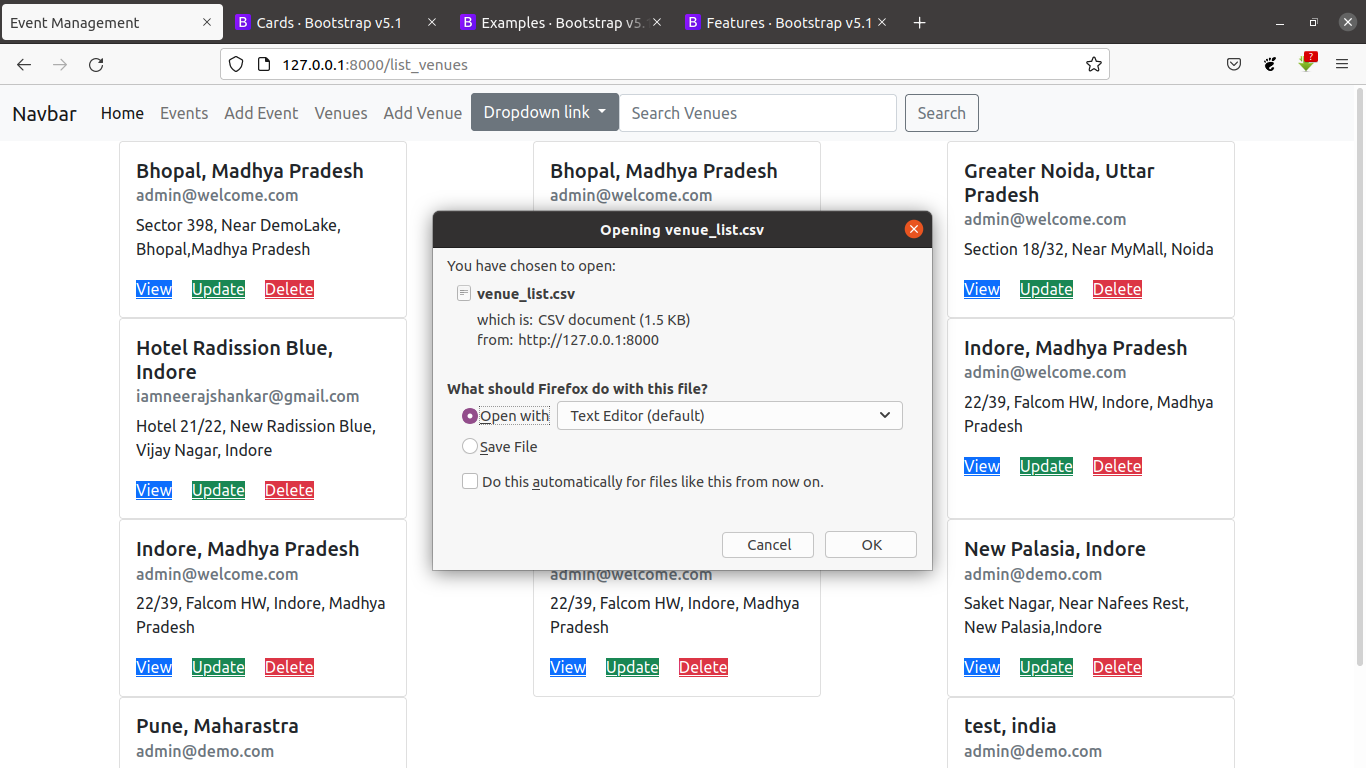 Event Management
Cards · Bootstrap v5.1
Examples · Bootstrap v5.
Features · Bootstrap v5.1
127.0.0.1:8000/list_venues
?
Navbar
Home
Events
Add Event
Venues
Add Venue
Dropdown link
Search Venues
Search
Bhopal, Madhya Pradesh
admin@welcome.com
Sector 398, Near DemoLake,
Bhopal,Madhya Pradesh
View Update Delete
Bhopal, Madhya Pradesh
admin@welcome.com
Greater Noida, Uttar
Pradesh
admin@welcome.com
Section 18/32, Near MyMall, Noida
View Update Delete
Opening venue_list.csv
You have chosen to open:
venue_list.csv
which is: CSV document (1.5 KB)
from: http://127.0.0.1:8000
What should Firefox do with this file?
Open with
Text Editor (default)
Save File
Do this automatically for files like this from now on.
Cancel
OK
Hotel Radission Blue,
Indore
iamneerajshankar@gmail.com
Hotel 21/22, New Radission Blue,
Vijay Nagar, Indore
View Update Delete
Indore, Madhya Pradesh
admin@welcome.com
22/39, Falcom HW, Indore, Madhya
Pradesh
View Update Delete
Indore, Madhya Pradesh
admin@welcome.com
22/39, Falcom HW, Indore, Madhya
Pradesh
View Update Delete
admin@welcome.com
22/39, Falcom HW, Indore, Madhya
Pradesh
View Update Delete
New Palasia, Indore
admin@demo.com
Saket Nagar, Near Nafees Rest,
New Palasia,Indore
View Update Delete
Pune, Maharastra
admin@demo.com
test, india
admin@demo.com